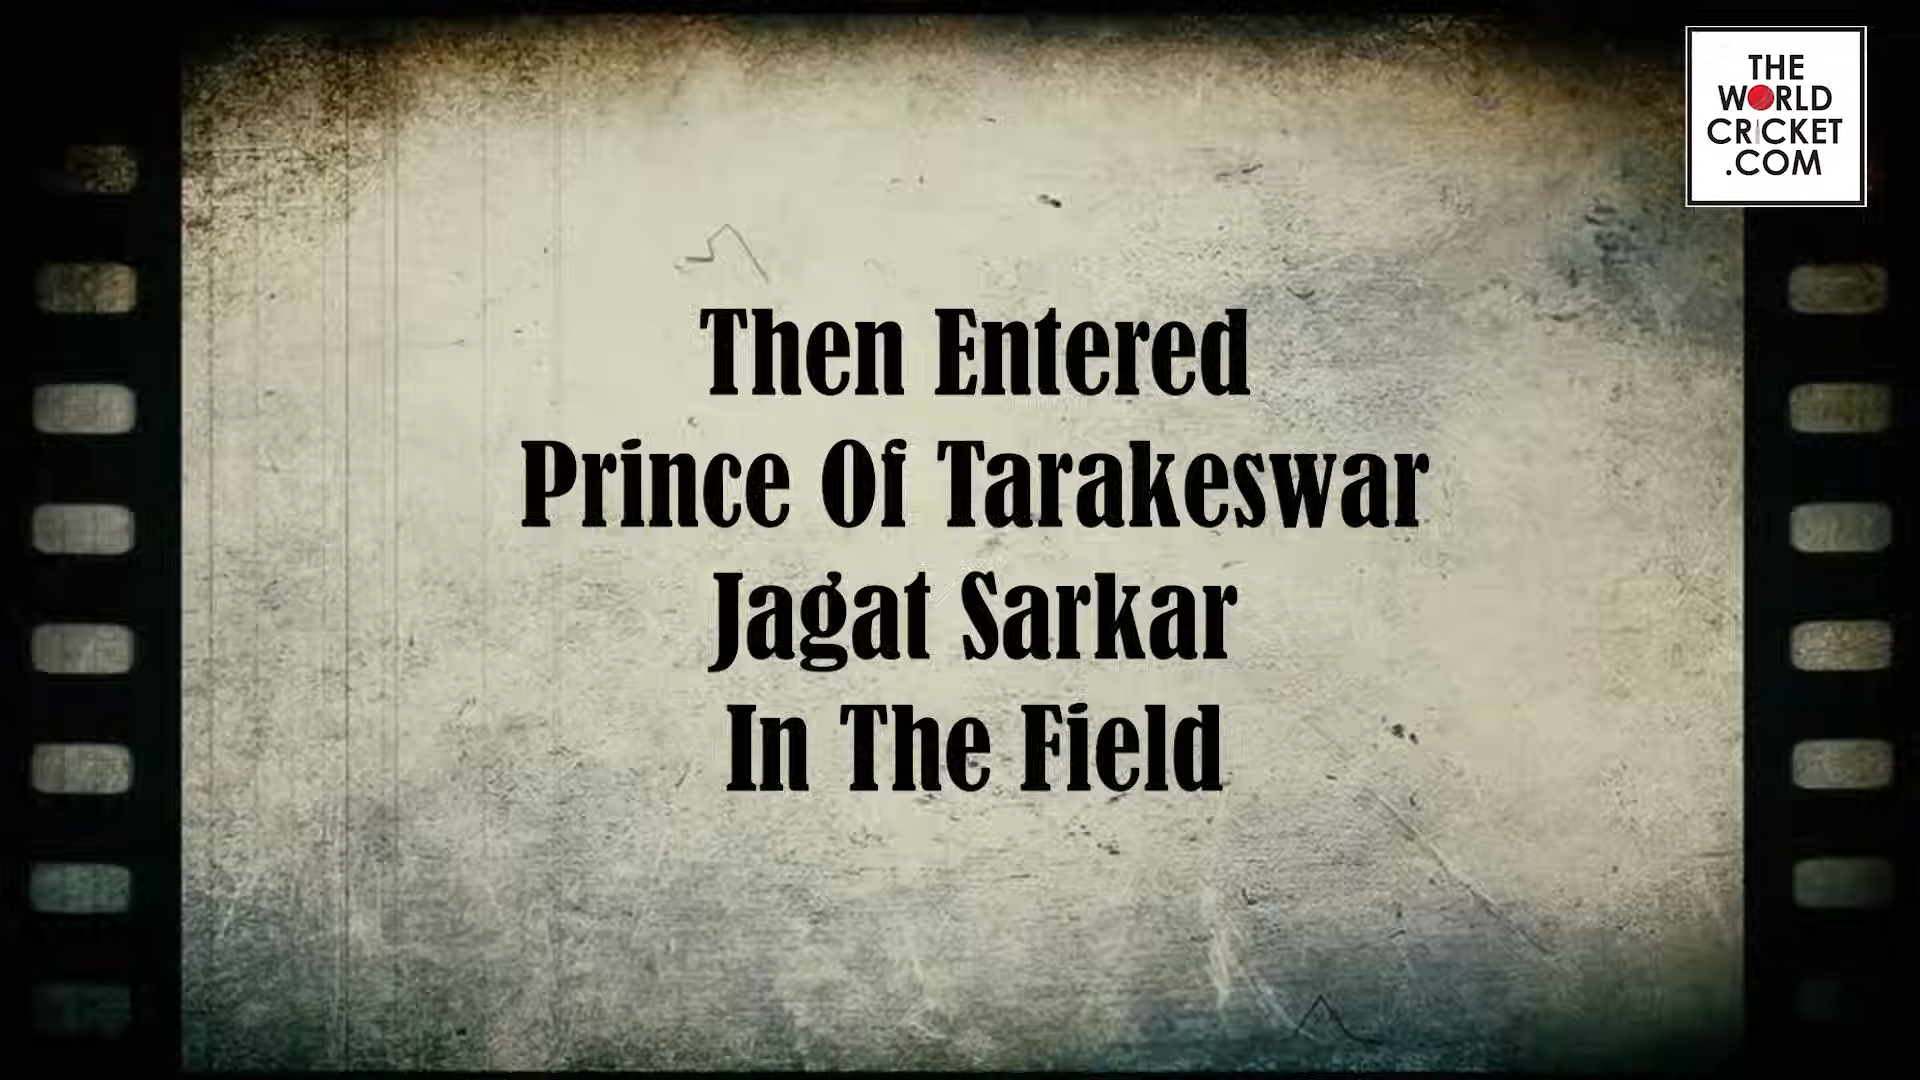 THE
WORLD
CRICKET
.COM
Then Entered
Prince Of Tarakeswar
Jagat Sarkar
In The Field